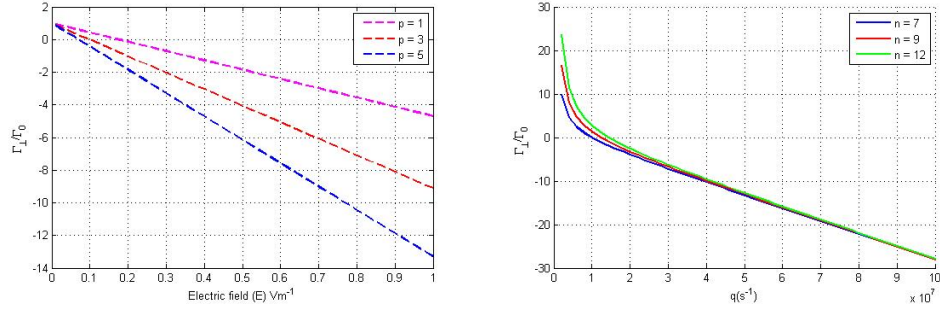 2
0
-2
-4
-6
-8
-10
-12
-14
Γ⊥/Γ0
0 0.1 0.2 0.3 0.4 0.5 0.6 0.7 0.8 0.9 1
Electric field (E) Vm-1
p = 1
p = 3
p = 5
30
20
10
0
-10
-20
-30
Γ⊥/Γ0
0 1 2 3 4 5 6 7 8 9 10
x 10^7
q(s-1)
n = 7
n = 9
n = 12